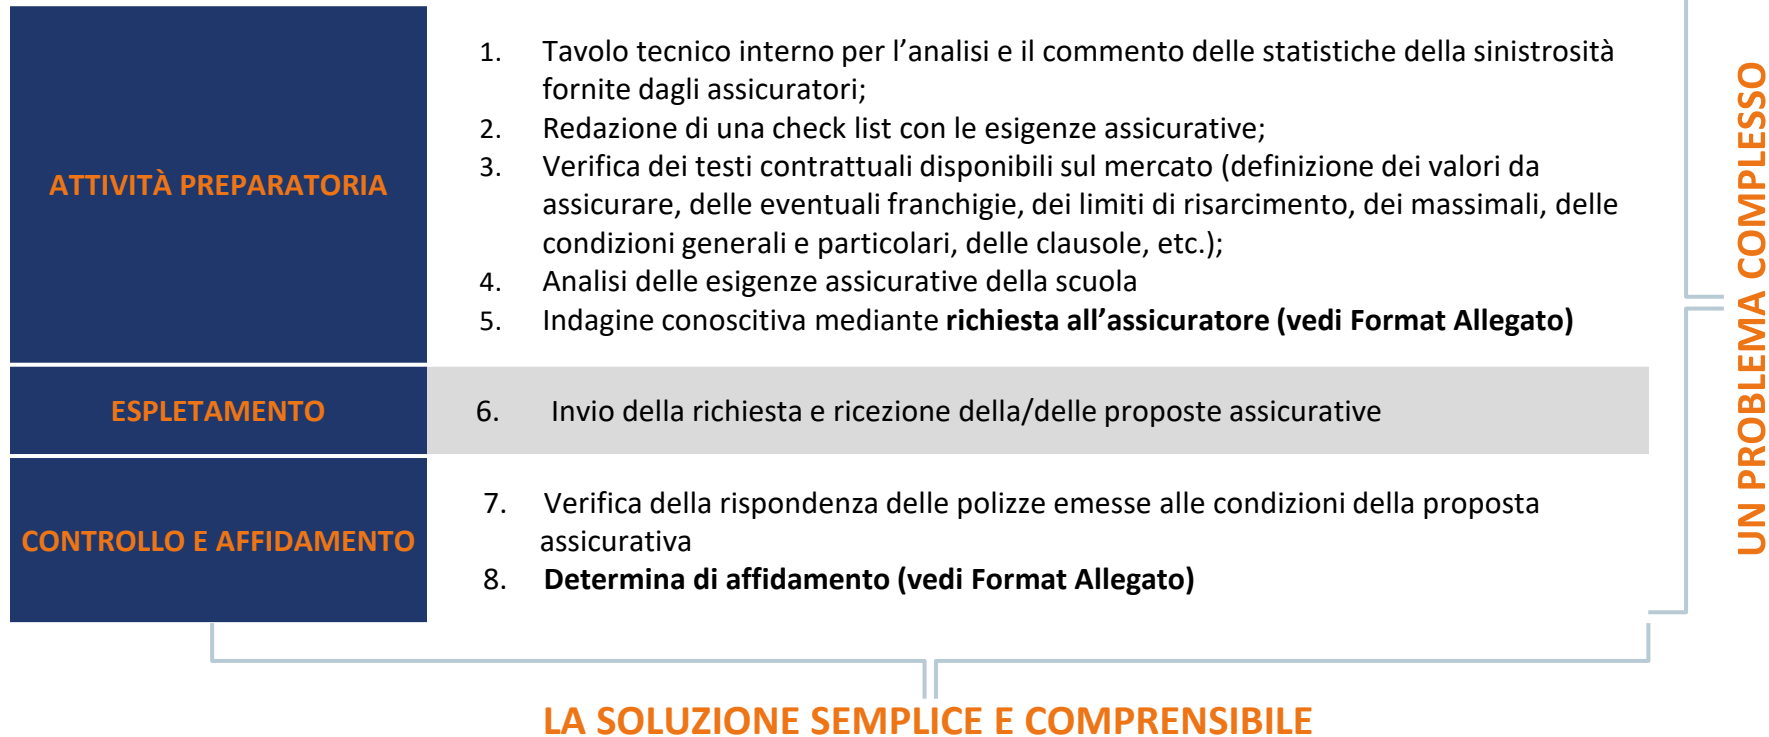 ATTIVITÀ PREPARATORIA
1. Tavolo tecnico interno per l’analisi e il commento delle statistiche della sinistrosità
fornite dagli assicuratori;
2. Redazione di una check list con le esigenze assicurative;
3. Verifica dei testi contrattuali disponibili sul mercato (definizione dei valori da
assicurare, delle eventuali franchigie, dei limiti di risarcimento, dei massimali, delle
condizioni generali e particolari, delle clausole, etc.);
4. Analisi delle esigenze assicurative della scuola
5. Indagine conoscitiva mediante richiesta all’assicuratore (vedi Format Allegato)
ESPLETAMENTO
6. Invio della richiesta e ricezione della/delle proposte assicurative
CONTROLLO E AFFIDAMENTO
7. Verifica della rispondenza delle polizze emesse alle condizioni della proposta
assicurativa
8. Determina di affidamento (vedi Format Allegato)
UN PROBLEMA COMPLESSO
LA SOLUZIONE SEMPLICE E COMPRENSIBILE